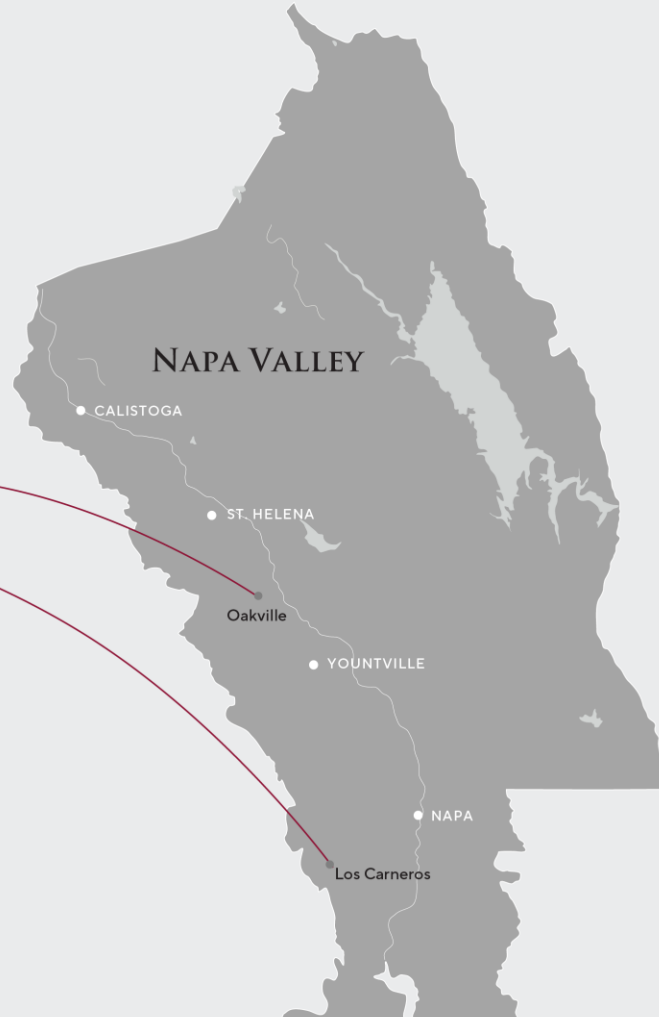 NAPA VALLEY
CALISTOGA
ST. HELENA
Oakville
YOUNTVILLE
NAPA
Los Carneros